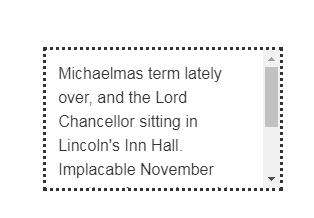 Michaelmas term lately
over, and the Lord
Chancellor sitting in
Lincoln's Inn Hall.
Implacable November